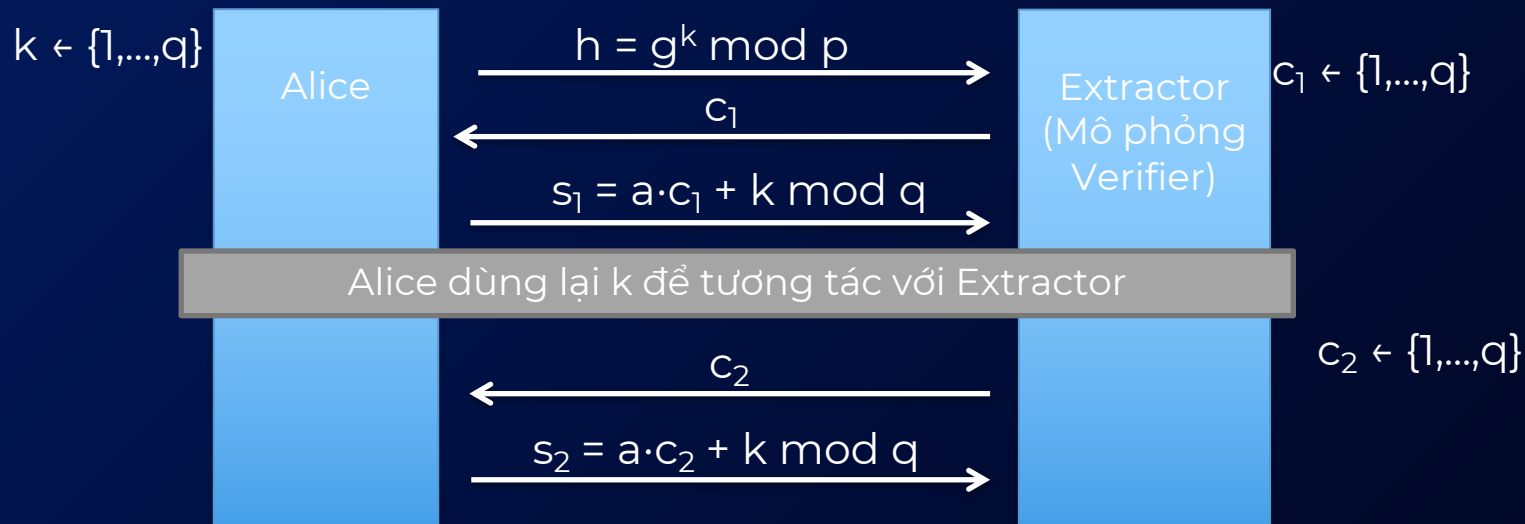 k ← {1,...,q}
Alice
h = gᵏ mod p
Extractor
(Mô phỏng
Verifier)
c₁ ← {1,...,q}
c₁
s₁ = a·c₁ + k mod q
Alice dùng lại k để tương tác với Extractor
c₂ ← {1,...,q}
c₂
s₂ = a·c₂ + k mod q